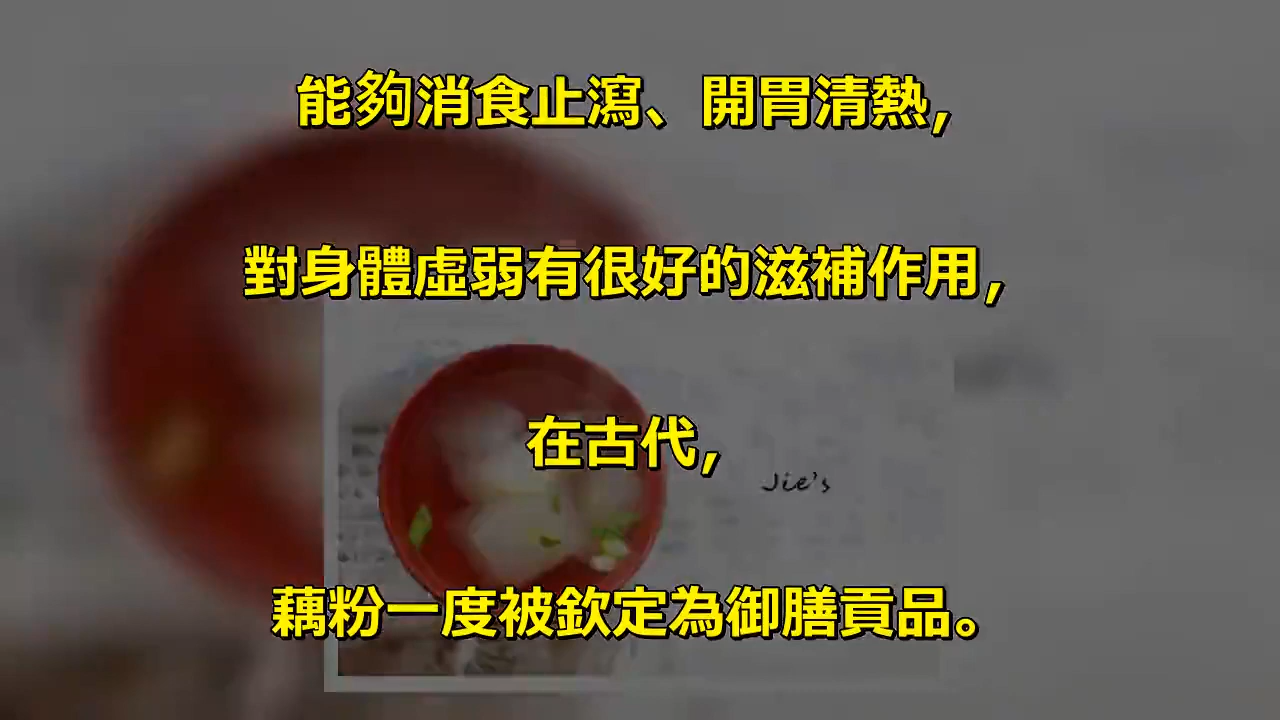 能夠消食止瀉、開胃清熱，
對身體虛弱有很好的滋補作用，
在古代，
Jie's
藕粉一度被欽定為御膳貢品。